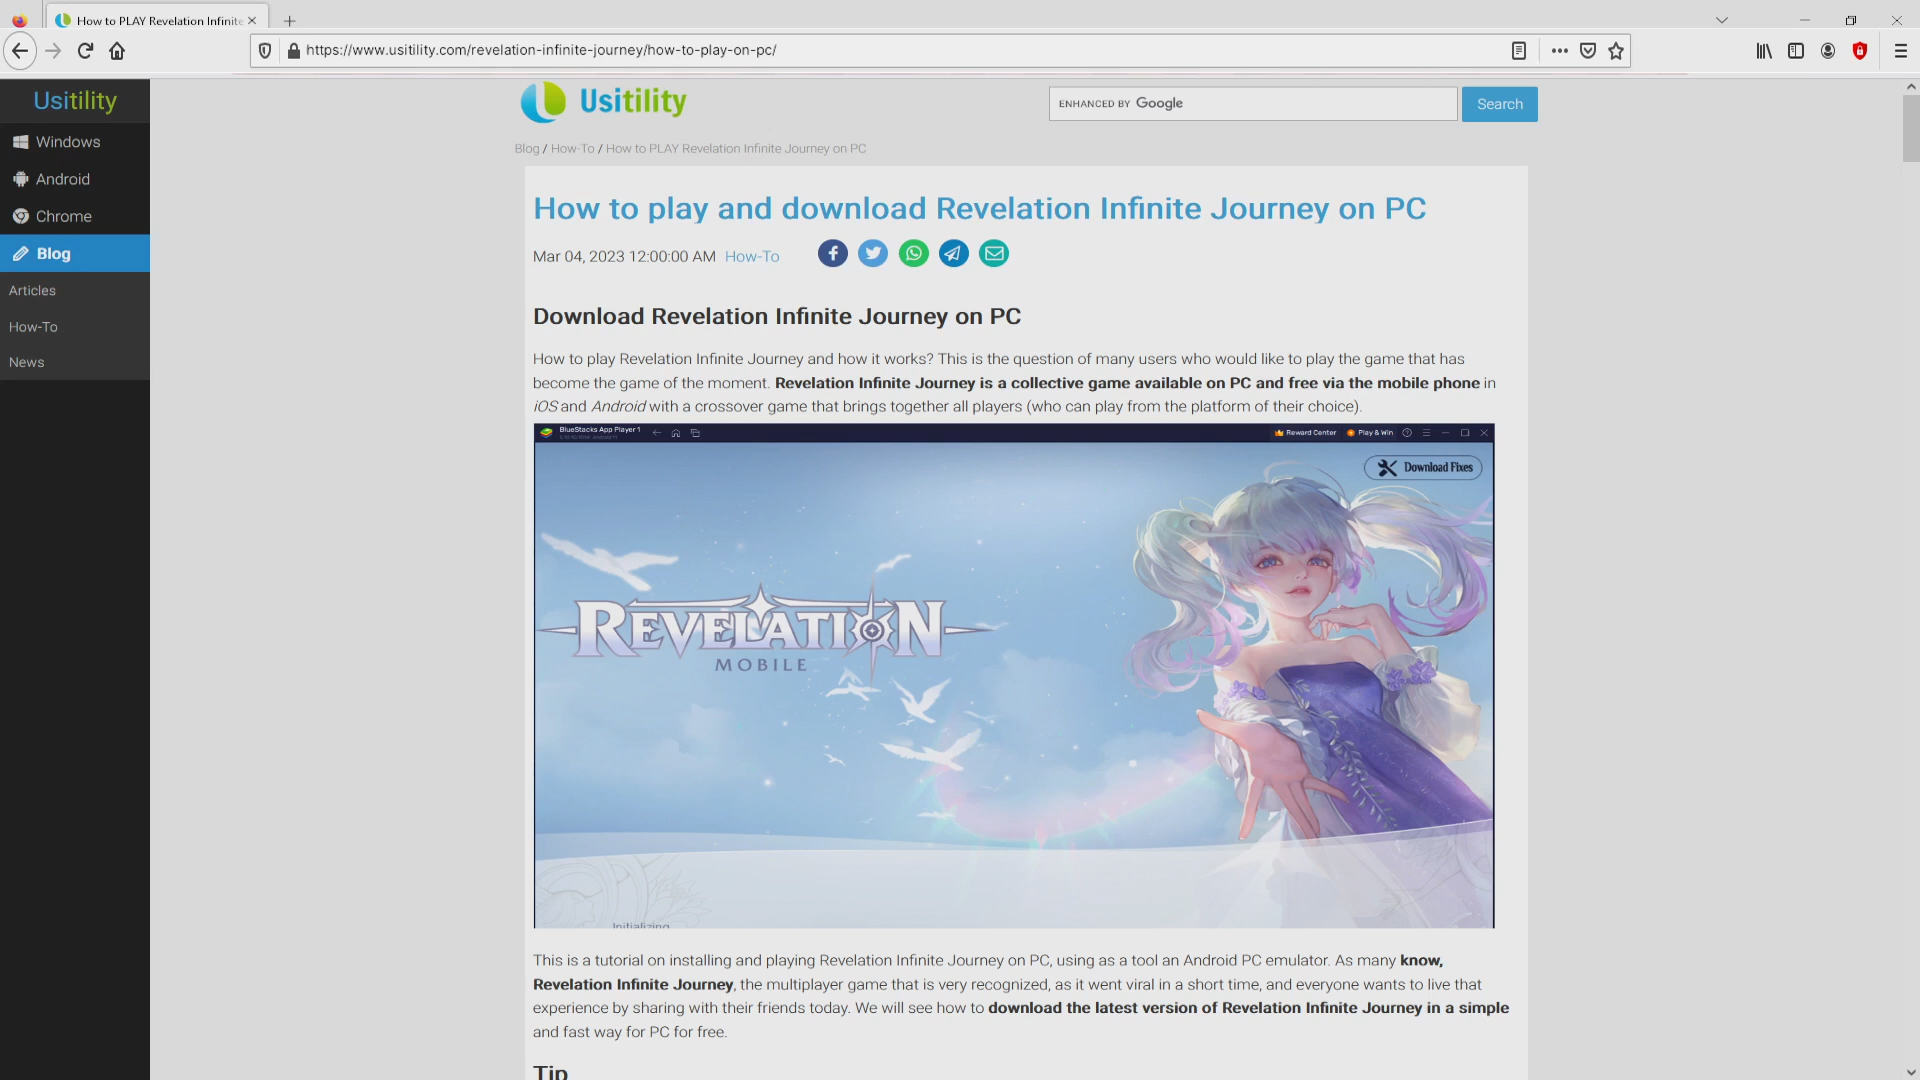 How to PLAY Revelation Infinite
https://www.usitility.com/revelation-infinite-journey/how-to-play-on-pc/
Usitility
Windows
Android
Chrome
Blog
Articles
How-To
News
Usitility
ENHANCED BY Google
Search
Blog / How-To / How to PLAY Revelation Infinite Journey on PC
How to play and download Revelation Infinite Journey on PC
Mar 04, 2023 12:00:00 AM How-To
Download Revelation Infinite Journey on PC
How to play Revelation Infinite Journey and how it works? This is the question of many users who would like to play the game that has
become the game of the moment. Revelation Infinite Journey is a collective game available on PC and free via the mobile phone in
iOS and Android with a crossover game that brings together all players (who can play from the platform of their choice).
BlueStacks App Player 1
Reward Center Play & Win
Download Fixes
REVELATION
MOBILE
Initializing
This is a tutorial on installing and playing Revelation Infinite Journey on PC, using as a tool an Android PC emulator. As many know,
Revelation Infinite Journey, the multiplayer game that is very recognized, as it went viral in a short time, and everyone wants to live that
experience by sharing with their friends today. We will see how to download the latest version of Revelation Infinite Journey in a simple
and fast way for PC for free.
Tip